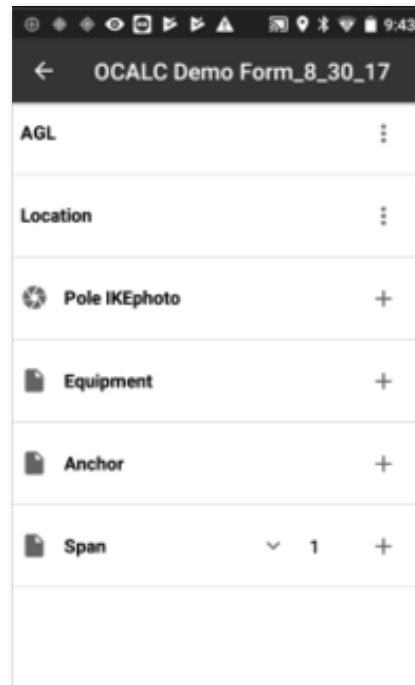 9:43
OCALC Demo Form_8_30_17
AGL
Location
Pole IKEphoto
Equipment
Anchor
Span 1